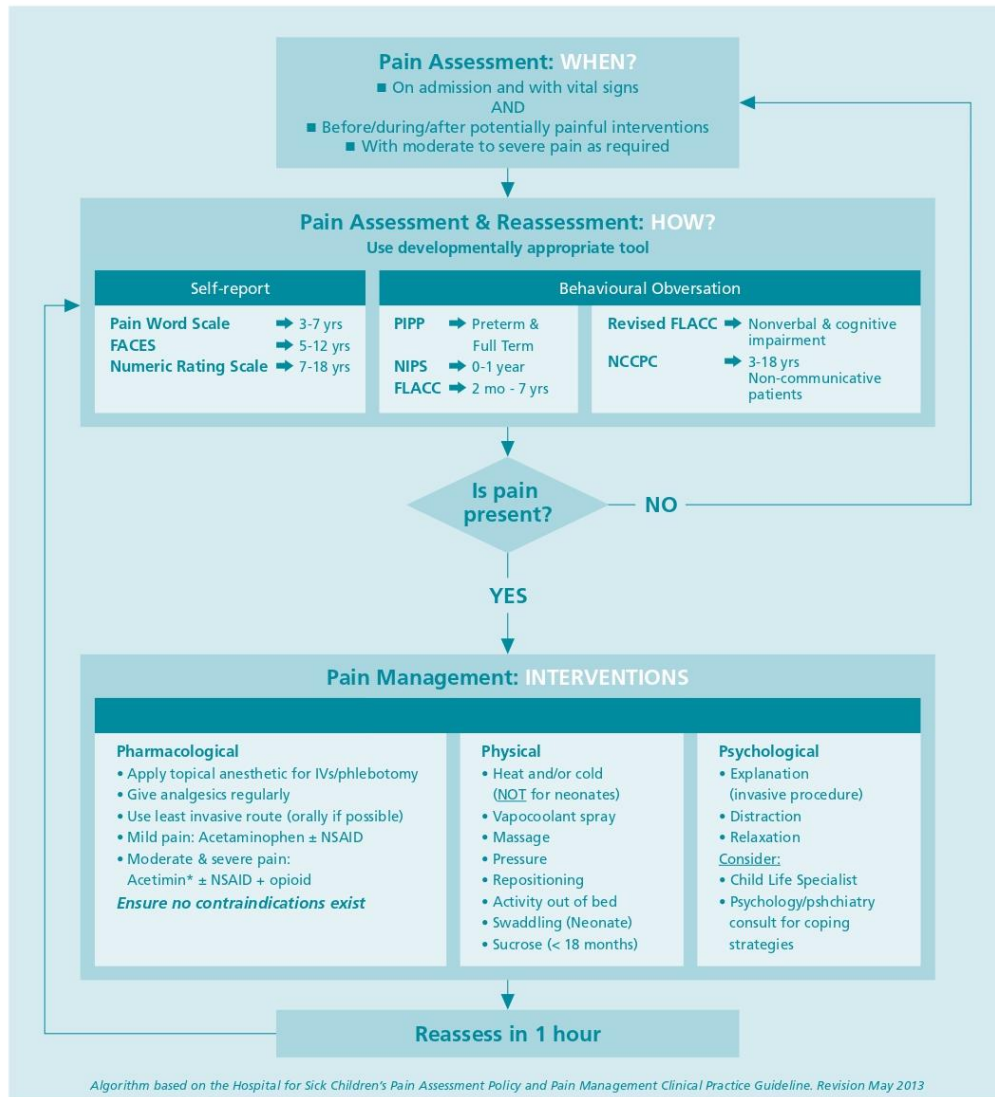 Pain Assessment: WHEN?
■ On admission and with vital signs
AND
■ Before/during/after potentially painful interventions
■ With moderate to severe pain as required
Pain Assessment & Reassessment: HOW?
Use developmentally appropriate tool
Self-report
Pain Word Scale ➡ 3-7 yrs
FACES ➡ 5-12 yrs
Numeric Rating Scale ➡ 7-18 yrs
Behavioural Obversation
PIPP ➡ Preterm &
Full Term
NIPS ➡ 0-1 year
FLACC ➡ 2 mo - 7 yrs
Revised FLACC ➡ Nonverbal & cognitive
impairment
NCCPC ➡ 3-18 yrs
Non-communicative
patients
Is pain
present?
NO
YES
Pain Management: INTERVENTIONS
Pharmacological
• Apply topical anesthetic for IVs/phlebotomy
• Give analgesics regularly
• Use least invasive route (orally if possible)
• Mild pain: Acetaminophen ± NSAID
• Moderate & severe pain:
Acetimin* ± NSAID + opioid
Ensure no contraindications exist
Physical
• Heat and/or cold
(NOT for neonates)
• Vapocoolant spray
• Massage
• Pressure
• Repositioning
• Activity out of bed
• Swaddling (Neonate)
• Sucrose (< 18 months)
Psychological
• Explanation
(invasive procedure)
• Distraction
• Relaxation
Consider:
• Child Life Specialist
• Psychology/pshchiatry
consult for coping
strategies
Reassess in 1 hour
Algorithm based on the Hospital for Sick Children's Pain Assessment Policy and Pain Management Clinical Practice Guideline. Revision May 2013